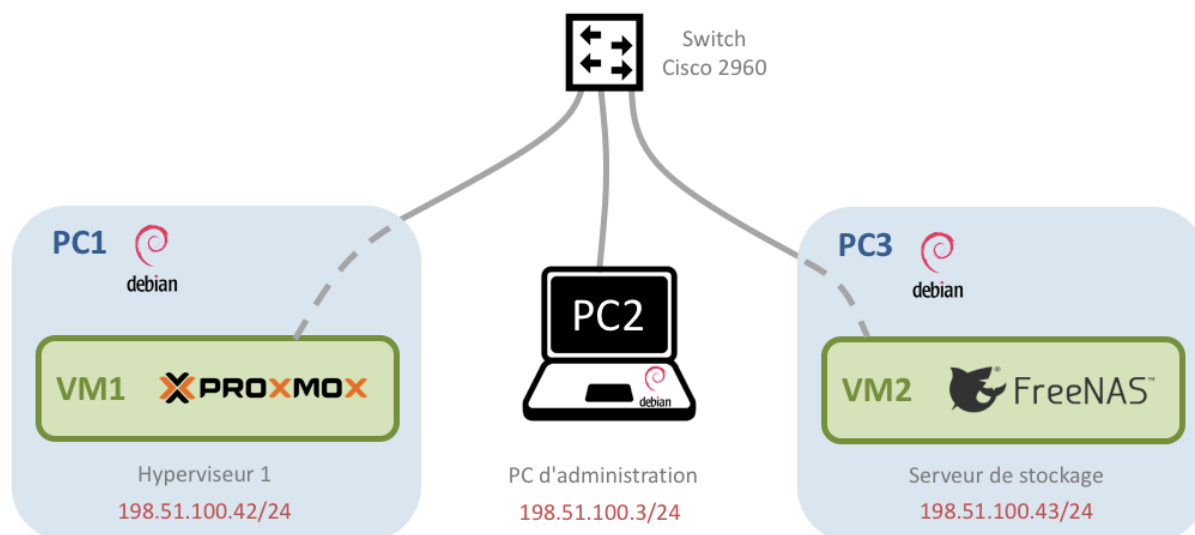 Switch
Cisco 2960
PC1
debian
VM1
PROXMOX
Hyperviseur 1
198.51.100.42/24
PC2
debian
PC d'administration
198.51.100.3/24
PC3
debian
VM2
FreeNAS™
Serveur de stockage
198.51.100.43/24